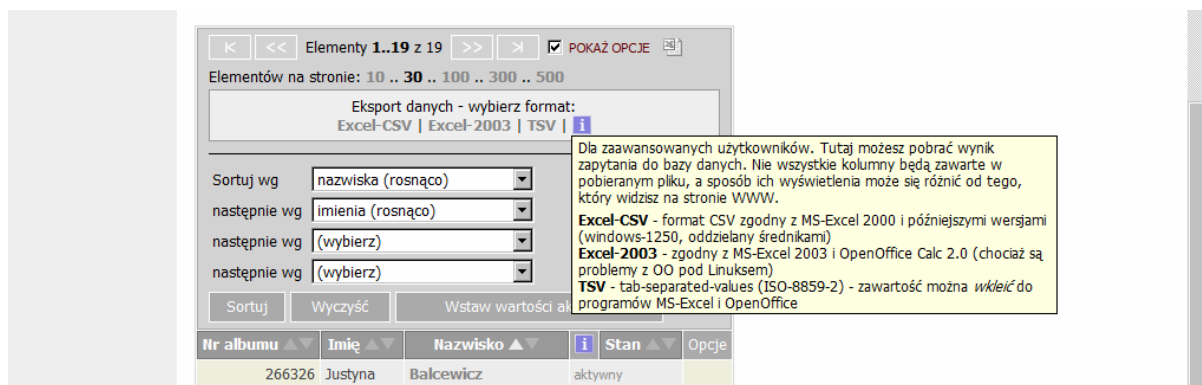 K << Elementy 1..19 z 19 >> > POKAŻ OPCJE
Elementów na stronie: 10 .. 30 .. 100 .. 300 .. 500
Eksport danych - wybierz format:
Excel-CSV | Excel-2003 | TSV | i
Dla zaawansowanych użytkowników. Tutaj możesz pobrać wynik
zapytania do bazy danych. Nie wszystkie kolumny będą zawarte w
pobieranym pliku, a sposób ich wyświetlenia może się różnić od tego,
który widzisz na stronie WWW.
Excel-CSV - format CSV zgodny z MS-Excel 2000 i późniejszymi wersjami
(windows-1250, oddzielany średnikami)
Excel-2003 - zgodny z MS-Excel 2003 i OpenOffice Calc 2.0 (chociaż są
problemy z OO pod Linuksem)
TSV - tab-separated-values (ISO-8859-2) - zawartość można wkleić do
programów MS-Excel i OpenOffice
Sortuj wg nazwiska (rosnąco)
następnie wg imienia (rosnąco)
następnie wg (wybierz)
następnie wg (wybierz)
Sortuj Wyczyść Wstaw wartości
Nr albumu Imię Nazwisko i Stan Opcje
266326 Justyna Balcewicz aktywny